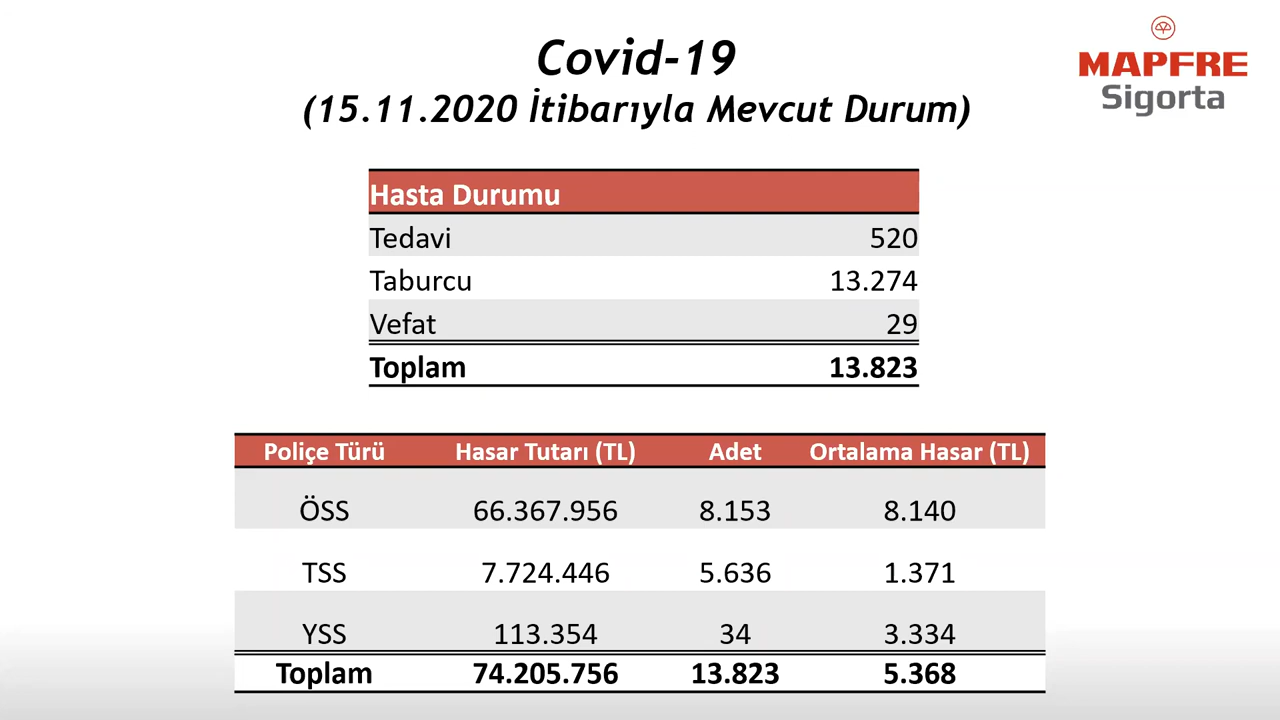 Covid-19
(15.11.2020 İtibarıyla Mevcut Durum)
MAPFRE
Sigorta
Hasta Durumu
Tedavi 520
Taburcu 13.274
Vefat 29
Toplam 13.823
Poliçe Türü Hasar Tutarı (TL) Adet Ortalama Hasar (TL)
ÖSS 66.367.956 8.153 8.140
TSS 7.724.446 5.636 1.371
YSS 113.354 34 3.334
Toplam 74.205.756 13.823 5.368